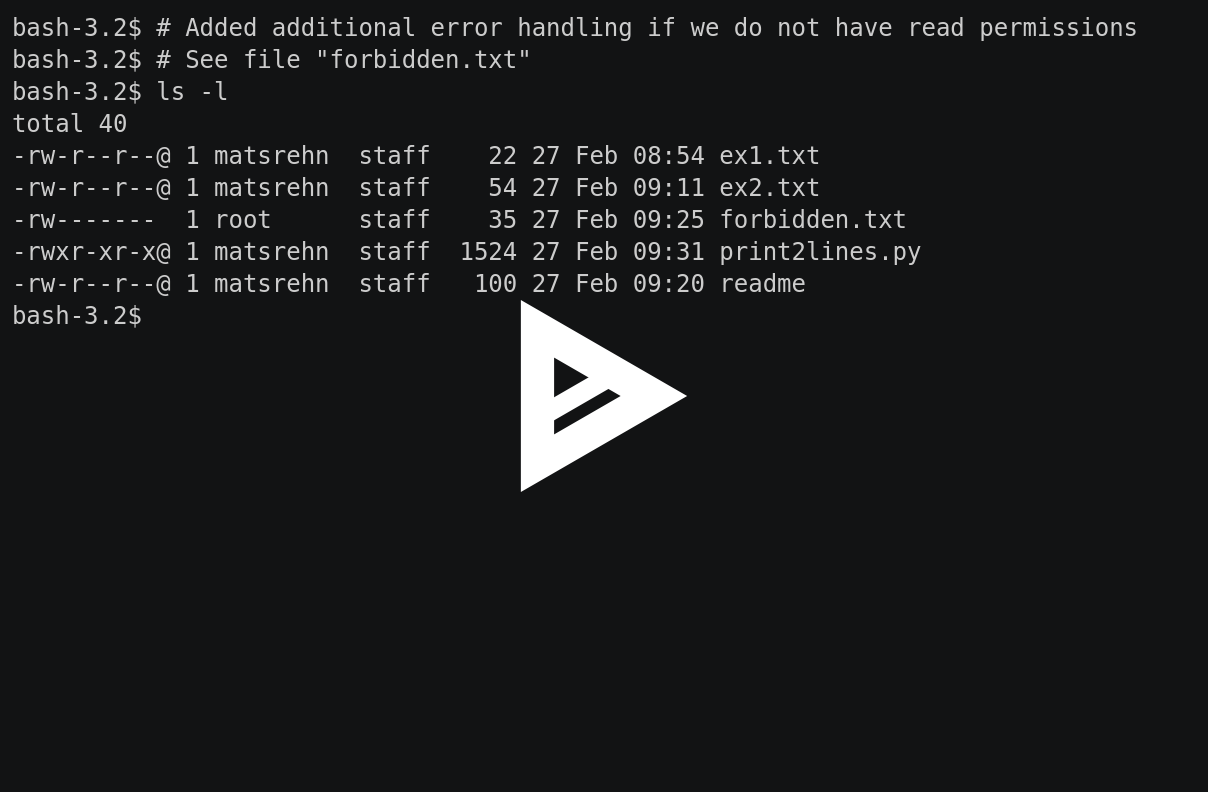 bash-3.2$ # Added additional error handling if we do not have read permissions
bash-3.2$ # See file "forbidden.txt"
bash-3.2$ ls -l
total 40
-rw-r--r--@ 1 matsrehn  staff    22 27 Feb 08:54 ex1.txt
-rw-r--r--@ 1 matsrehn  staff    54 27 Feb 09:11 ex2.txt
-rw-------  1 root      staff    35 27 Feb 09:25 forbidden.txt
-rwxr-xr-x@ 1 matsrehn  staff  1524 27 Feb 09:31 print2lines.py
-rw-r--r--@ 1 matsrehn  staff   100 27 Feb 09:20 readme
bash-3.2$